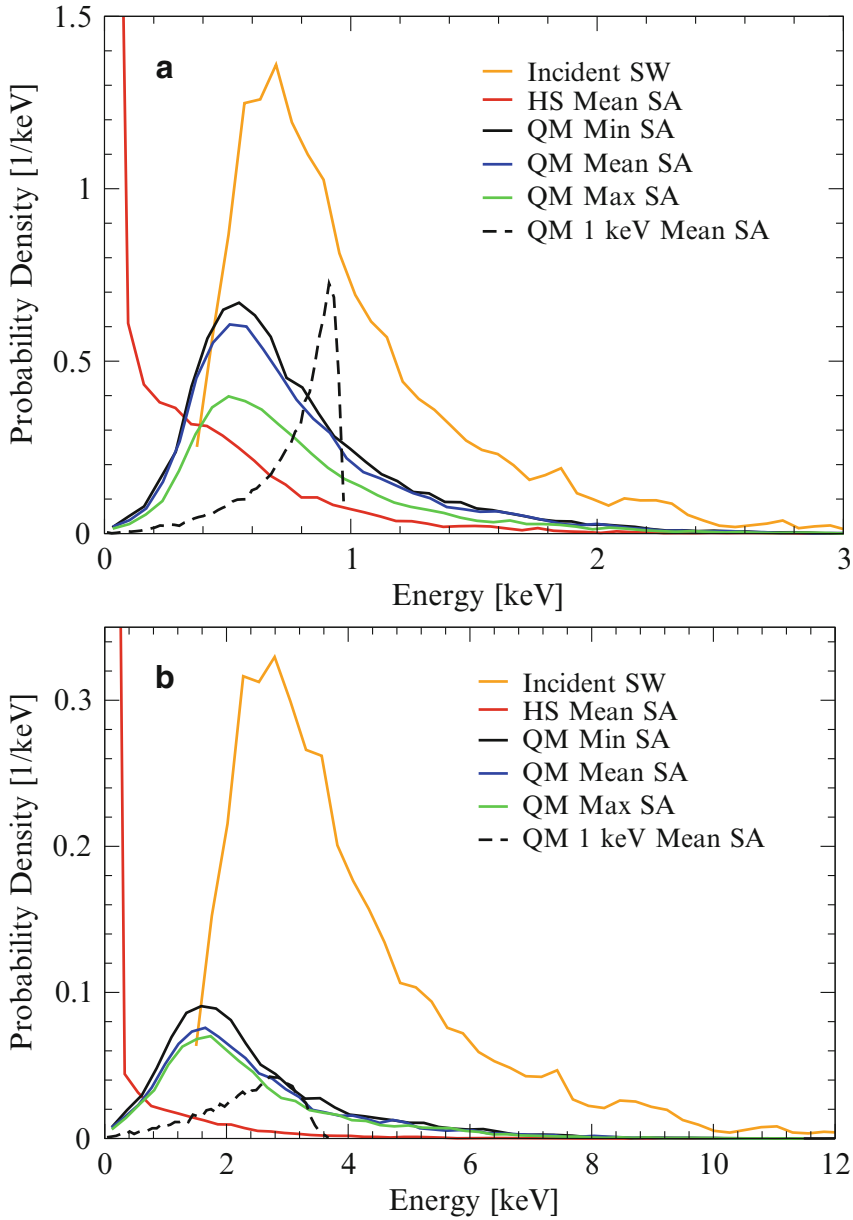 1.5
1
0.5
0
Probability Density [1/keV]
a
Incident SW
HS Mean SA
QM Min SA
QM Mean SA
QM Max SA
QM 1 keV Mean SA
0 1 2 3
Energy [keV]
0.3
0.2
0.1
0
Probability Density [1/keV]
b
Incident SW
HS Mean SA
QM Min SA
QM Mean SA
QM Max SA
QM 1 keV Mean SA
0 2 4 6 8 10 12
Energy [keV]